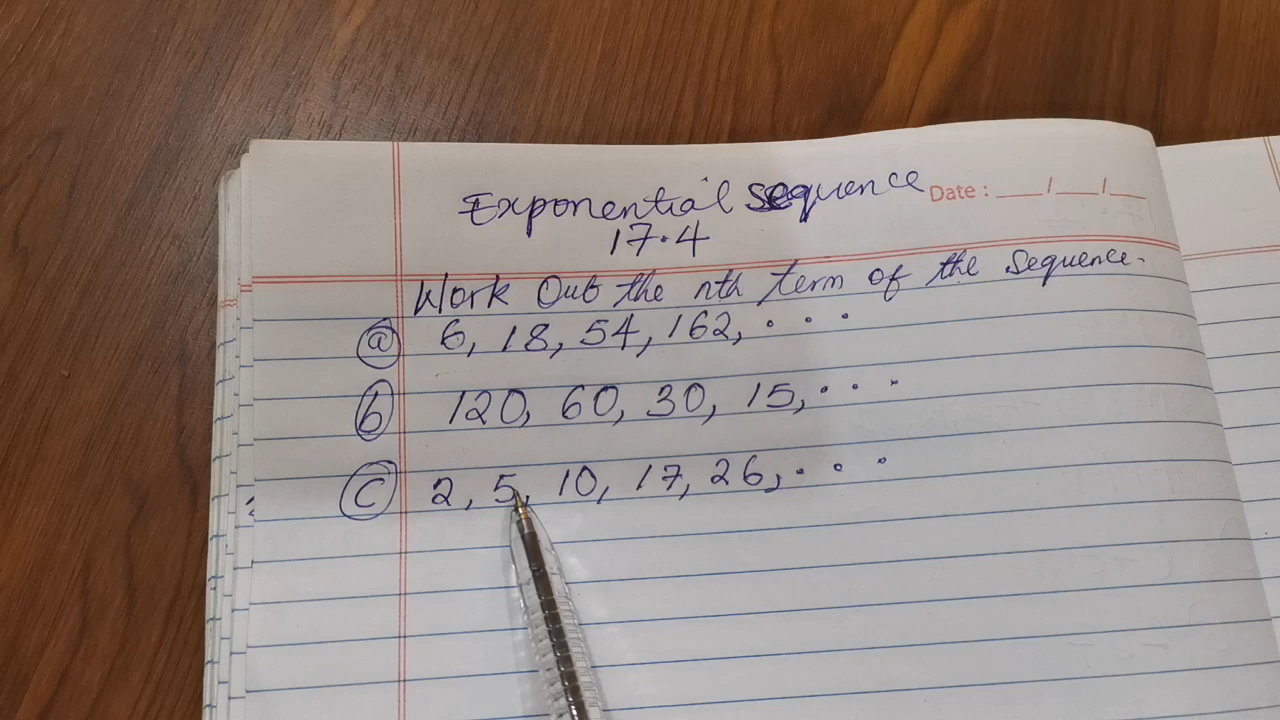 Exponential sequence
Date : ___/___/___
17.4
Work Out the nth term of the sequence.
(a) 6, 18, 54, 162, . . .
(b) 120, 60, 30, 15, . . .
(c) 2, 5, 10, 17, 26, . . .